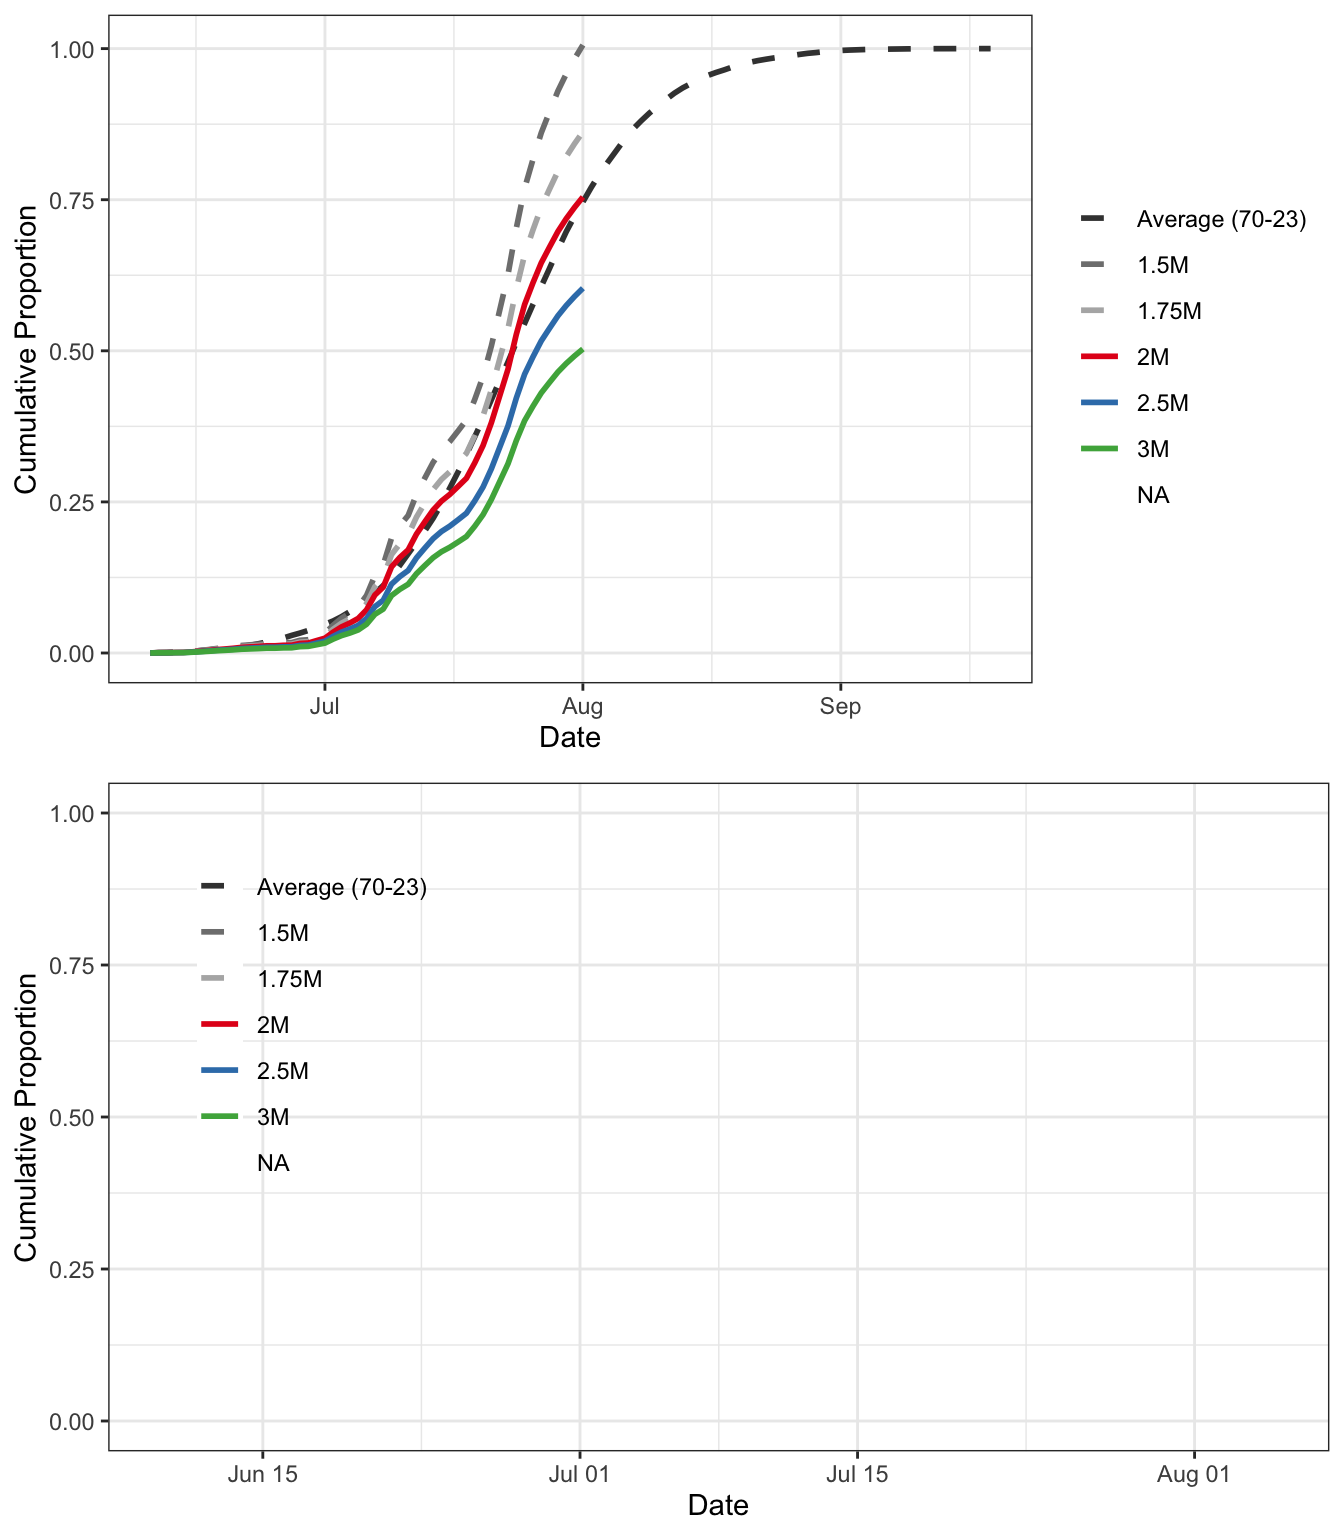 1.00
0.75
0.50
0.25
0.00
Cumulative Proportion
Jul
Aug
Sep
Date
Average (70-23)
1.5M
1.75M
2M
2.5M
3M
NA
1.00
0.75
0.50
0.25
0.00
Cumulative Proportion
Average (70-23)
1.5M
1.75M
2M
2.5M
3M
NA
Jun 15
Jul 01
Jul 15
Aug 01
Date